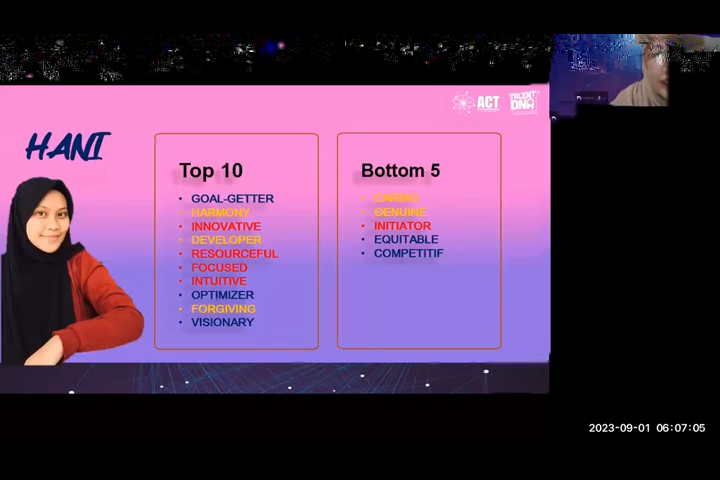 ACT
TALENT
DNA
HANI
Top 10
• GOAL-GETTER
• HARMONY
• INNOVATIVE
• DEVELOPER
• RESOURCEFUL
• FOCUSED
• INTUITIVE
• OPTIMIZER
• FORGIVING
• VISIONARY
Bottom 5
• CARING
• GENUINE
• INITIATOR
• EQUITABLE
• COMPETITIF
2023-09-01 06:07:05